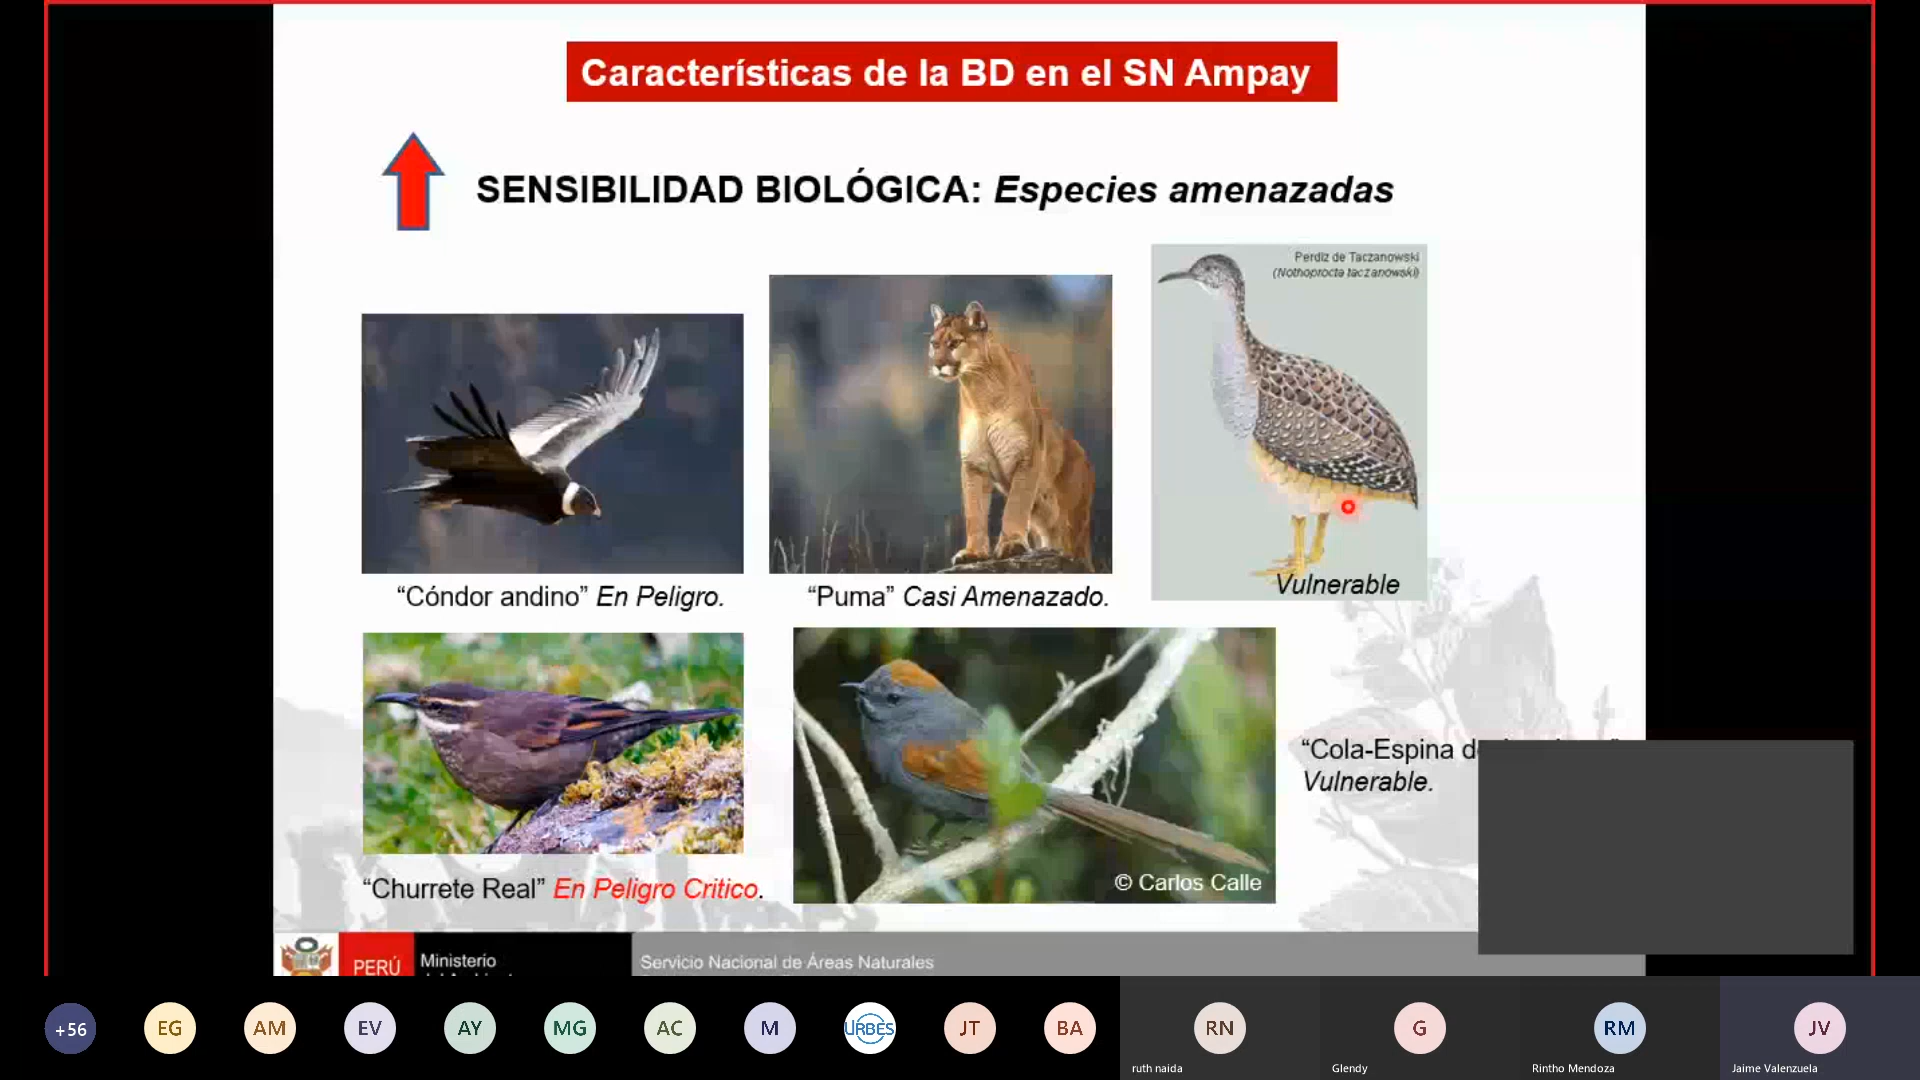 Características de la BD en el SN Ampay
SENSIBILIDAD BIOLÓGICA: Especies amenazadas
Perdiz de Taczanowski
(Nothoprocta taczanowski)
Vulnerable
“Cóndor andino” En Peligro.
“Puma” Casi Amenazado.
“Cola-Espina
Vulnerable.
© Carlos Calle
“Churrete Real” En Peligro Critico.
PERÚ
Ministerio
Servicio Nacional de Áreas Naturales
+56
EG
AM
EV
AY
MG
AC
M
URBES
JT
BA
RN
ruth naida
G
Glendy
RM
Rintho Mendoza
JV
Jaime Valenzuela